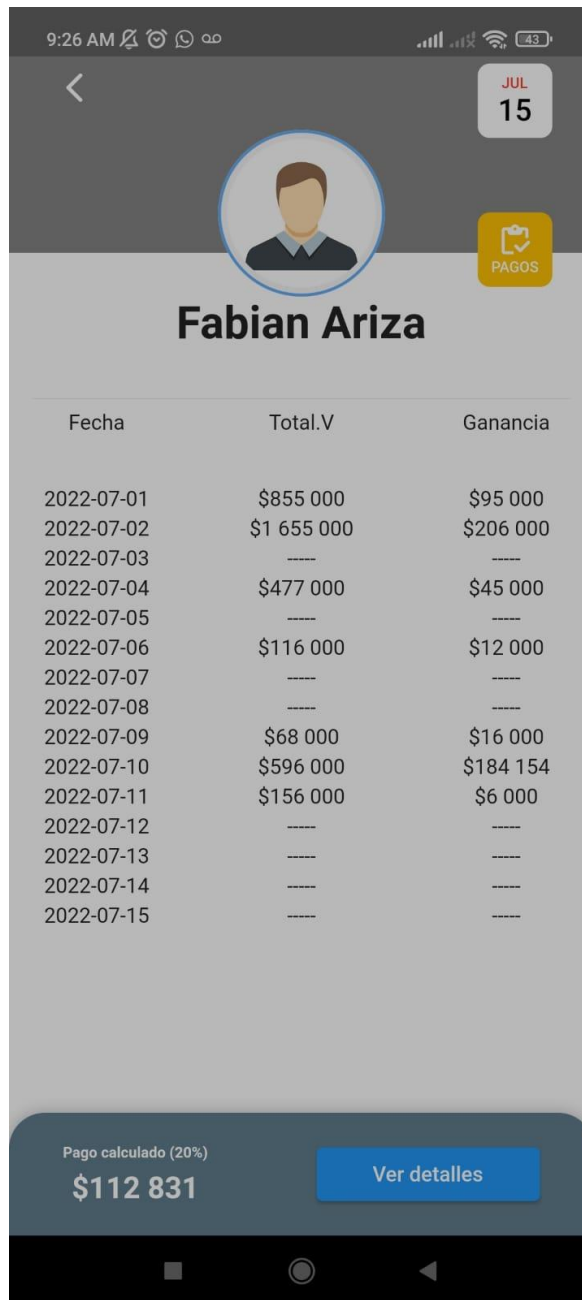 9:26 AM 43
JUL
15
PAGOS
Fabian Ariza
Fecha Total.V Ganancia
2022-07-01 $855 000 $95 000
2022-07-02 $1 655 000 $206 000
2022-07-03 ----- -----
2022-07-04 $477 000 $45 000
2022-07-05 ----- -----
2022-07-06 $116 000 $12 000
2022-07-07 ----- -----
2022-07-08 ----- -----
2022-07-09 $68 000 $16 000
2022-07-10 $596 000 $184 154
2022-07-11 $156 000 $6 000
2022-07-12 ----- -----
2022-07-13 ----- -----
2022-07-14 ----- -----
2022-07-15 ----- -----
Pago calculado (20%)
$112 831
Ver detalles